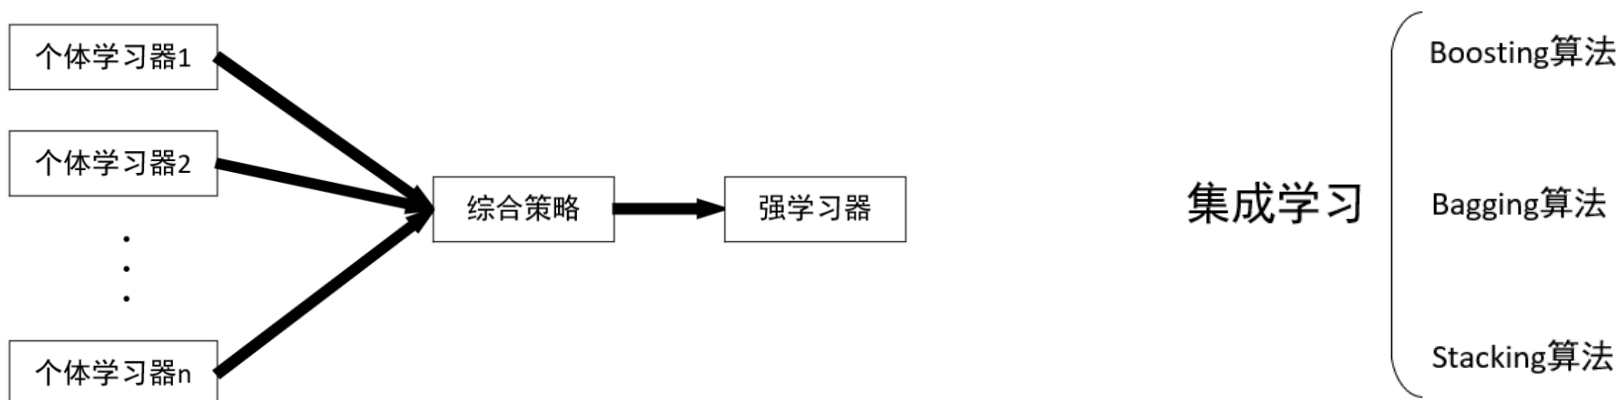 个体学习器1
个体学习器2
个体学习器n
综合策略
强学习器
集成学习
Boosting算法
Bagging算法
Stacking算法